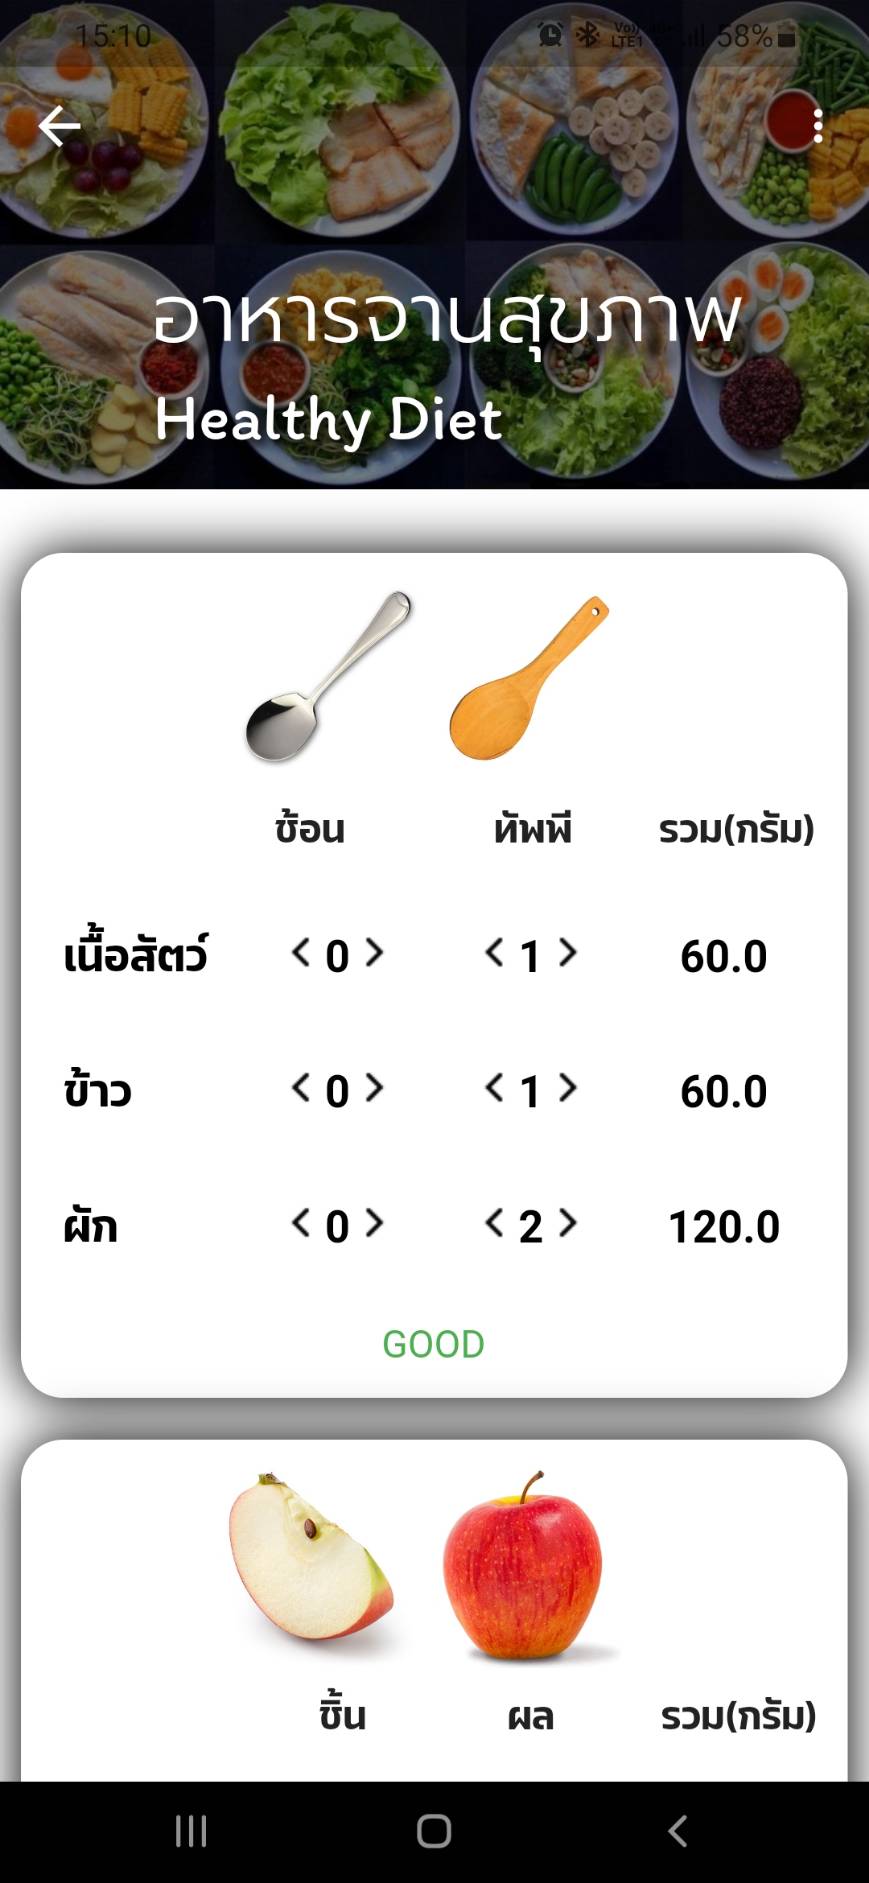 15:10
Vo)) LTE1
58%
อาหารจานสุขภาพ
Healthy Diet
ช้อน ทัพพี รวม(กรัม)
เนื้อสัตว์ < 0 > < 1 > 60.0
ข้าว < 0 > < 1 > 60.0
ผัก < 0 > < 2 > 120.0
GOOD
ชิ้น ผล รวม(กรัม)